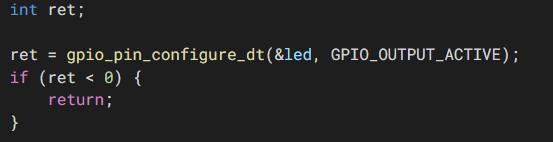 int ret;
ret = gpio_pin_configure_dt(&led, GPIO_OUTPUT_ACTIVE);
if (ret < 0) {
    return;
}